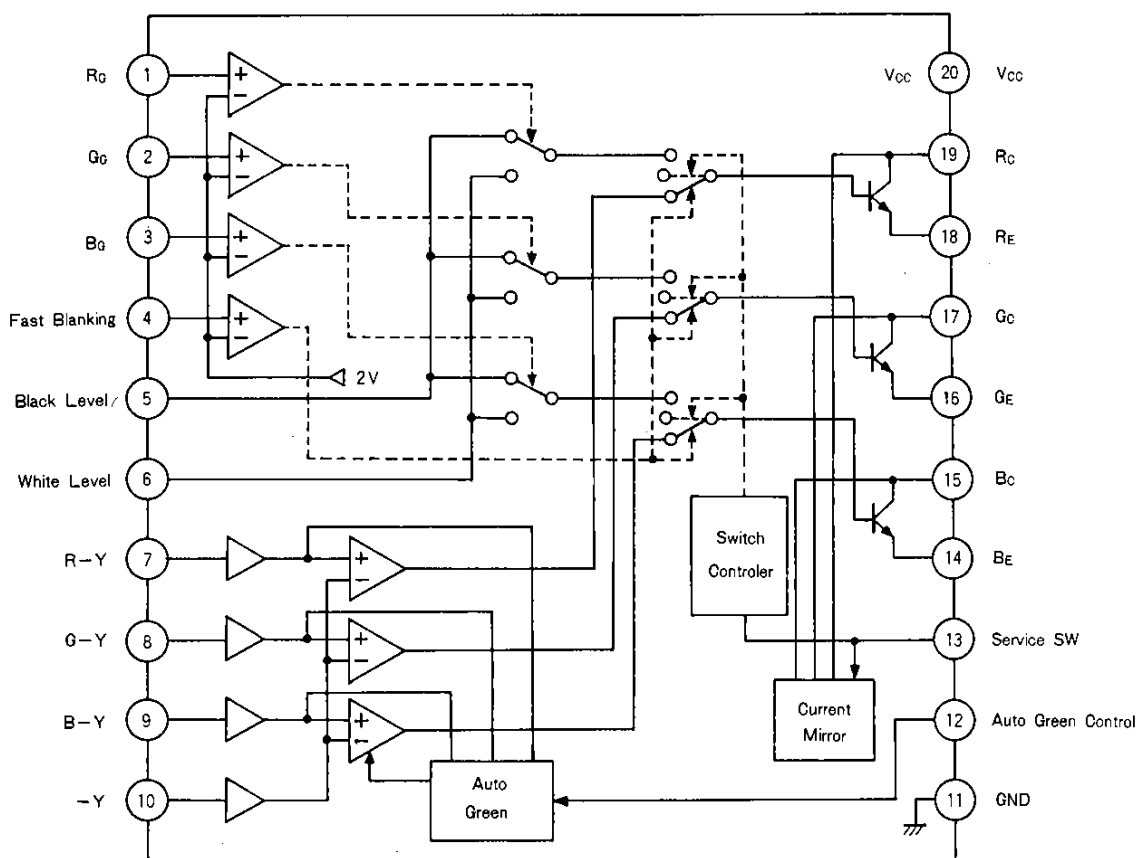 RG 1
GG 2
BG 3
Fast Blanking 4
Black Level 5
White Level 6
R-Y 7
G-Y 8
B-Y 9
-Y 10
+
−
+
−
+
−
+
−
2V
+
−
+
−
+
−
Auto
Green
Switch
Controler
Current
Mirror
VCC 20 VCC
19 RC
18 RE
17 GC
16 GE
15 BC
14 BE
13 Service SW
12 Auto Green Control
11 GND